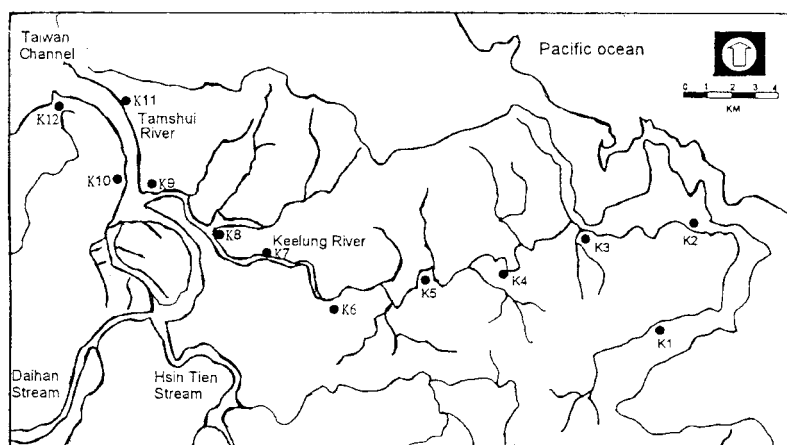 Taiwan
Channel
Pacific ocean
0 1 2 3 4
KM
K11
K12
Tamshui
River
K10
K9
K8
Keelung River
K7
K2
K3
K4
K5
K6
K1
Daihan
Stream
Hsin Tien
Stream